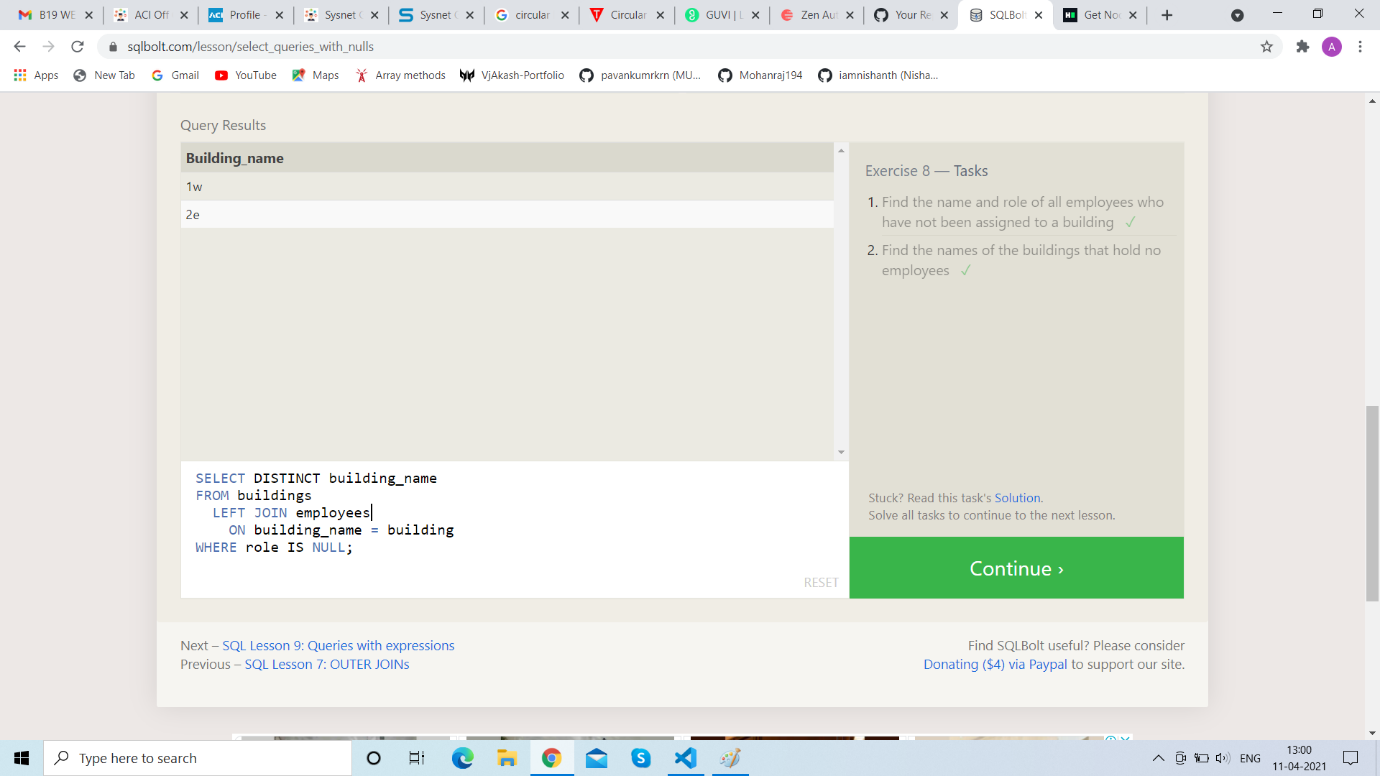 B19 WE
ACI Off
Profile -
Sysnet
Sysnet
circular
Circular
GUVI | L
Zen Aut
Your Re
SQLBolt
Get No
sqlbolt.com/lesson/select_queries_with_nulls
A
Apps
New Tab
Gmail
YouTube
Maps
Array methods
VjAkash-Portfolio
pavankumrkrn (MU...
Mohanraj194
iamnishanth (Nisha...
Query Results
Building_name
1w
2e
Exercise 8 — Tasks
1. Find the name and role of all employees who
have not been assigned to a building ✓
2. Find the names of the buildings that hold no
employees ✓
SELECT DISTINCT building_name
FROM buildings
LEFT JOIN employees
ON building_name = building
WHERE role IS NULL;
RESET
Stuck? Read this task's Solution.
Solve all tasks to continue to the next lesson.
Continue ›
Next – SQL Lesson 9: Queries with expressions
Previous – SQL Lesson 7: OUTER JOINs
Find SQLBolt useful? Please consider
Donating ($4) via Paypal to support our site.
Type here to search
ENG
13:00
11-04-2021